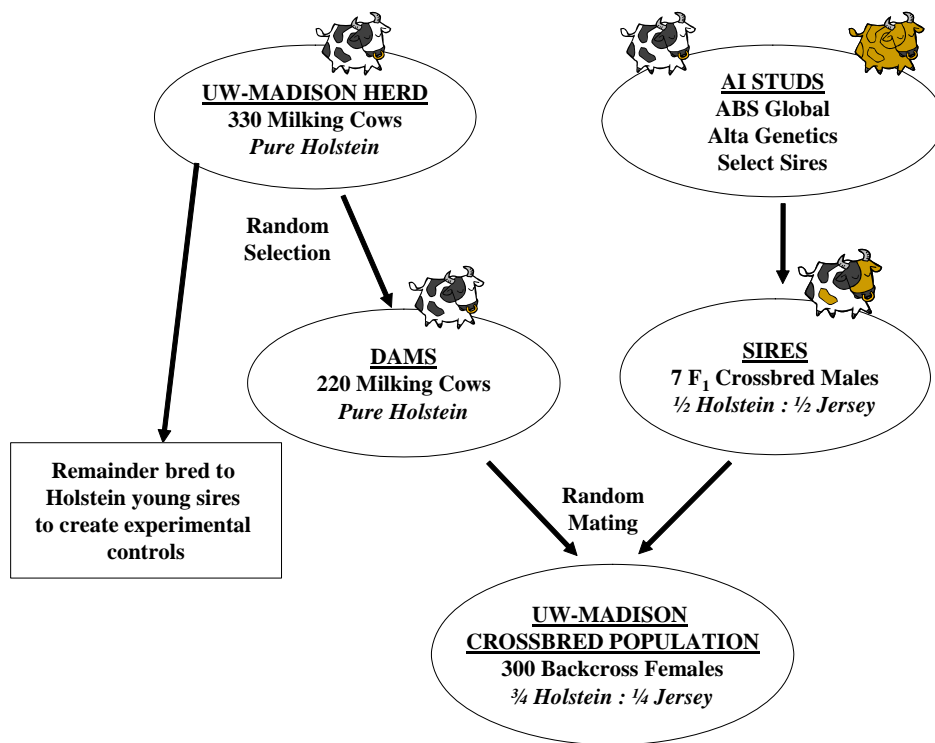 UW-MADISON HERD
330 Milking Cows
Pure Holstein
AI STUDS
ABS Global
Alta Genetics
Select Sires
Random
Selection
DAMS
220 Milking Cows
Pure Holstein
SIRES
7 F₁ Crossbred Males
½ Holstein : ½ Jersey
Remainder bred to
Holstein young sires
to create experimental
controls
Random
Mating
UW-MADISON
CROSSBRED POPULATION
300 Backcross Females
¾ Holstein : ¼ Jersey